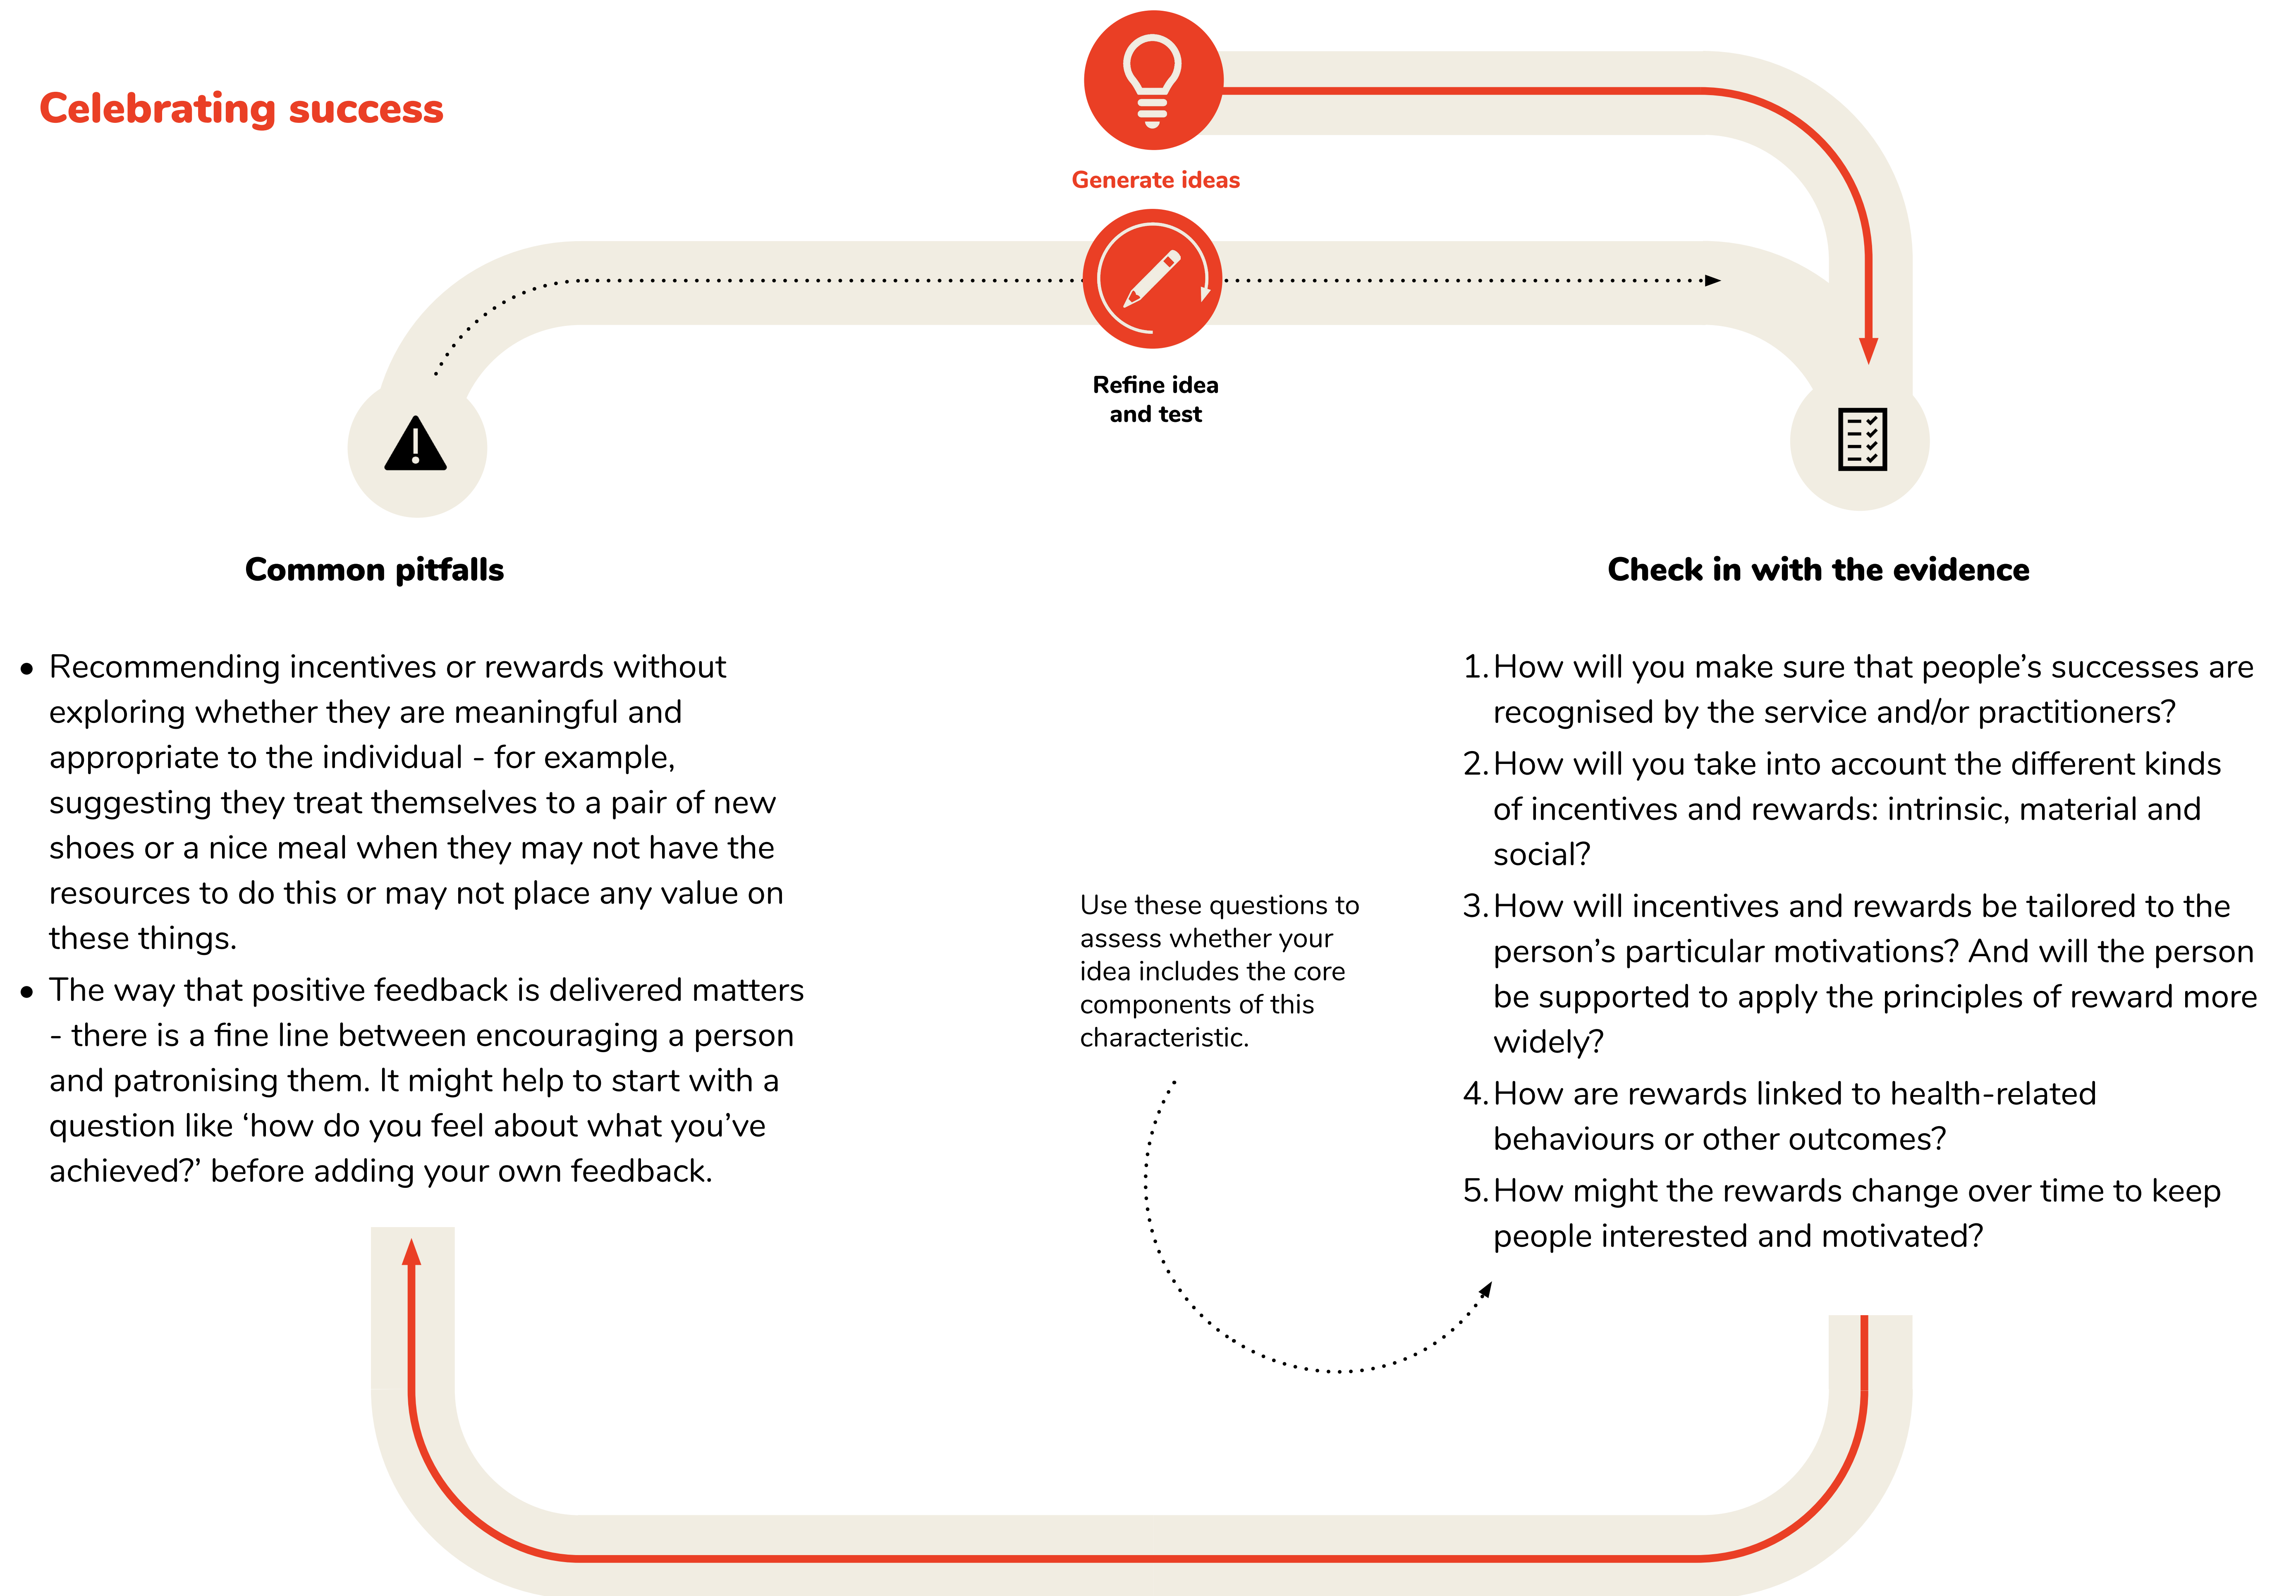 Celebrating success
Generate ideas
Refine idea
and test
Common pitfalls
• Recommending incentives or rewards without
exploring whether they are meaningful and
appropriate to the individual - for example,
suggesting they treat themselves to a pair of new
shoes or a nice meal when they may not have the
resources to do this or may not place any value on
these things.
• The way that positive feedback is delivered matters
- there is a fine line between encouraging a person
and patronising them. It might help to start with a
question like ‘how do you feel about what you’ve
achieved?’ before adding your own feedback.
Use these questions to
assess whether your
idea includes the core
components of this
characteristic.
Check in with the evidence
1. How will you make sure that people’s successes are
recognised by the service and/or practitioners?
2. How will you take into account the different kinds
of incentives and rewards: intrinsic, material and
social?
3. How will incentives and rewards be tailored to the
person’s particular motivations? And will the person
be supported to apply the principles of reward more
widely?
4. How are rewards linked to health-related
behaviours or other outcomes?
5. How might the rewards change over time to keep
people interested and motivated?